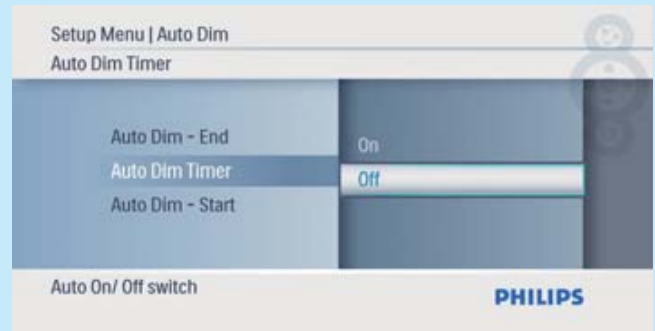 Setup Menu | Auto Dim
Auto Dim Timer
Auto Dim - End
On
Auto Dim Timer
Off
Auto Dim - Start
Auto On/ Off switch
PHILIPS